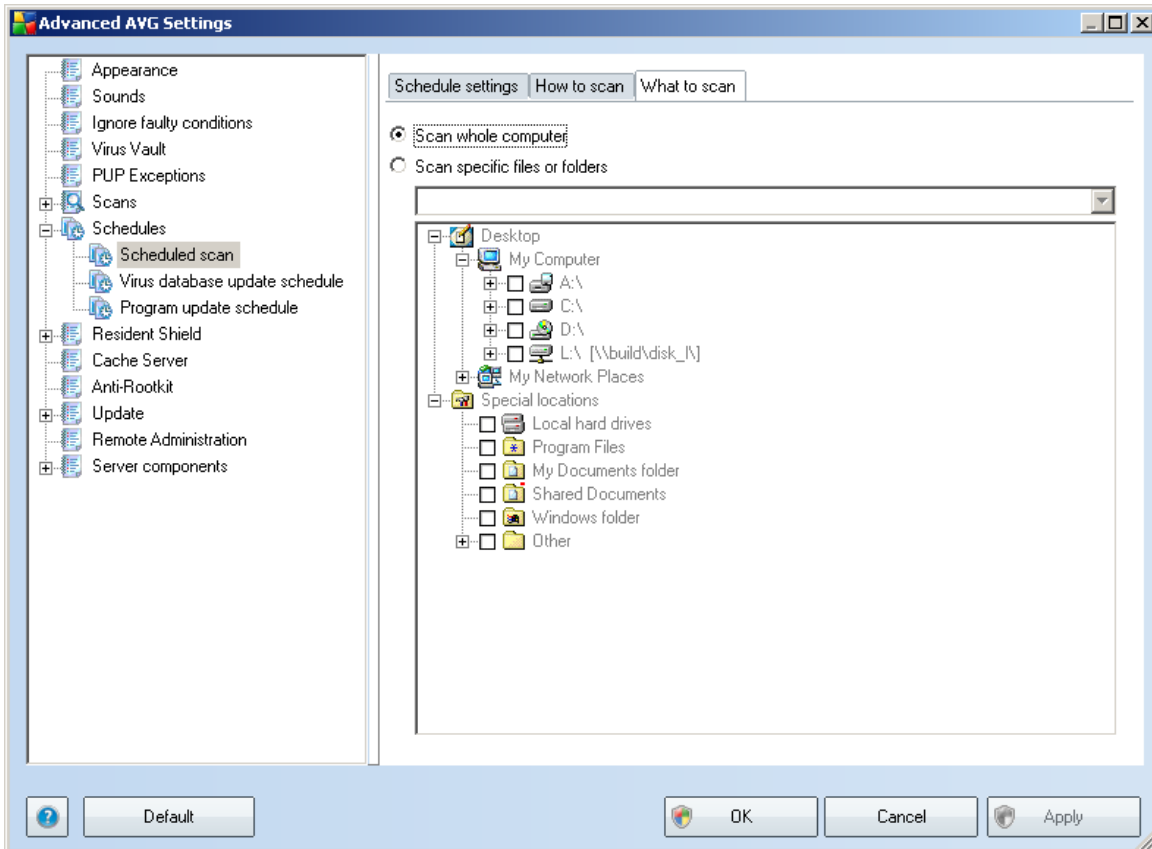 Advanced AVG Settings
Appearance
Sounds
Ignore faulty conditions
Virus Vault
PUP Exceptions
Scans
Schedules
Scheduled scan
Virus database update schedule
Program update schedule
Resident Shield
Cache Server
Anti-Rootkit
Update
Remote Administration
Server components
Schedule settings
How to scan
What to scan
Scan whole computer
Scan specific files or folders
Desktop
My Computer
A:\
C:\
D:\
L:\ [\\build\disk_l\]
My Network Places
Special locations
Local hard drives
Program Files
My Documents folder
Shared Documents
Windows folder
Other
Default
OK
Cancel
Apply